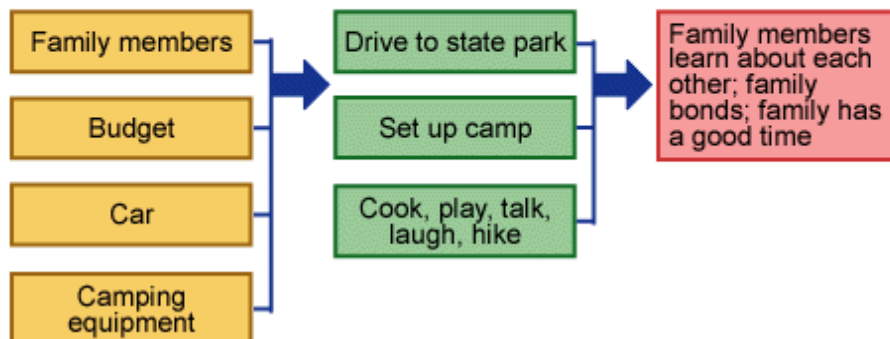 Family members
Budget
Car
Camping
equipment
Drive to state park
Set up camp
Cook, play, talk,
laugh, hike
Family members
learn about each
other; family
bonds; family has
a good time